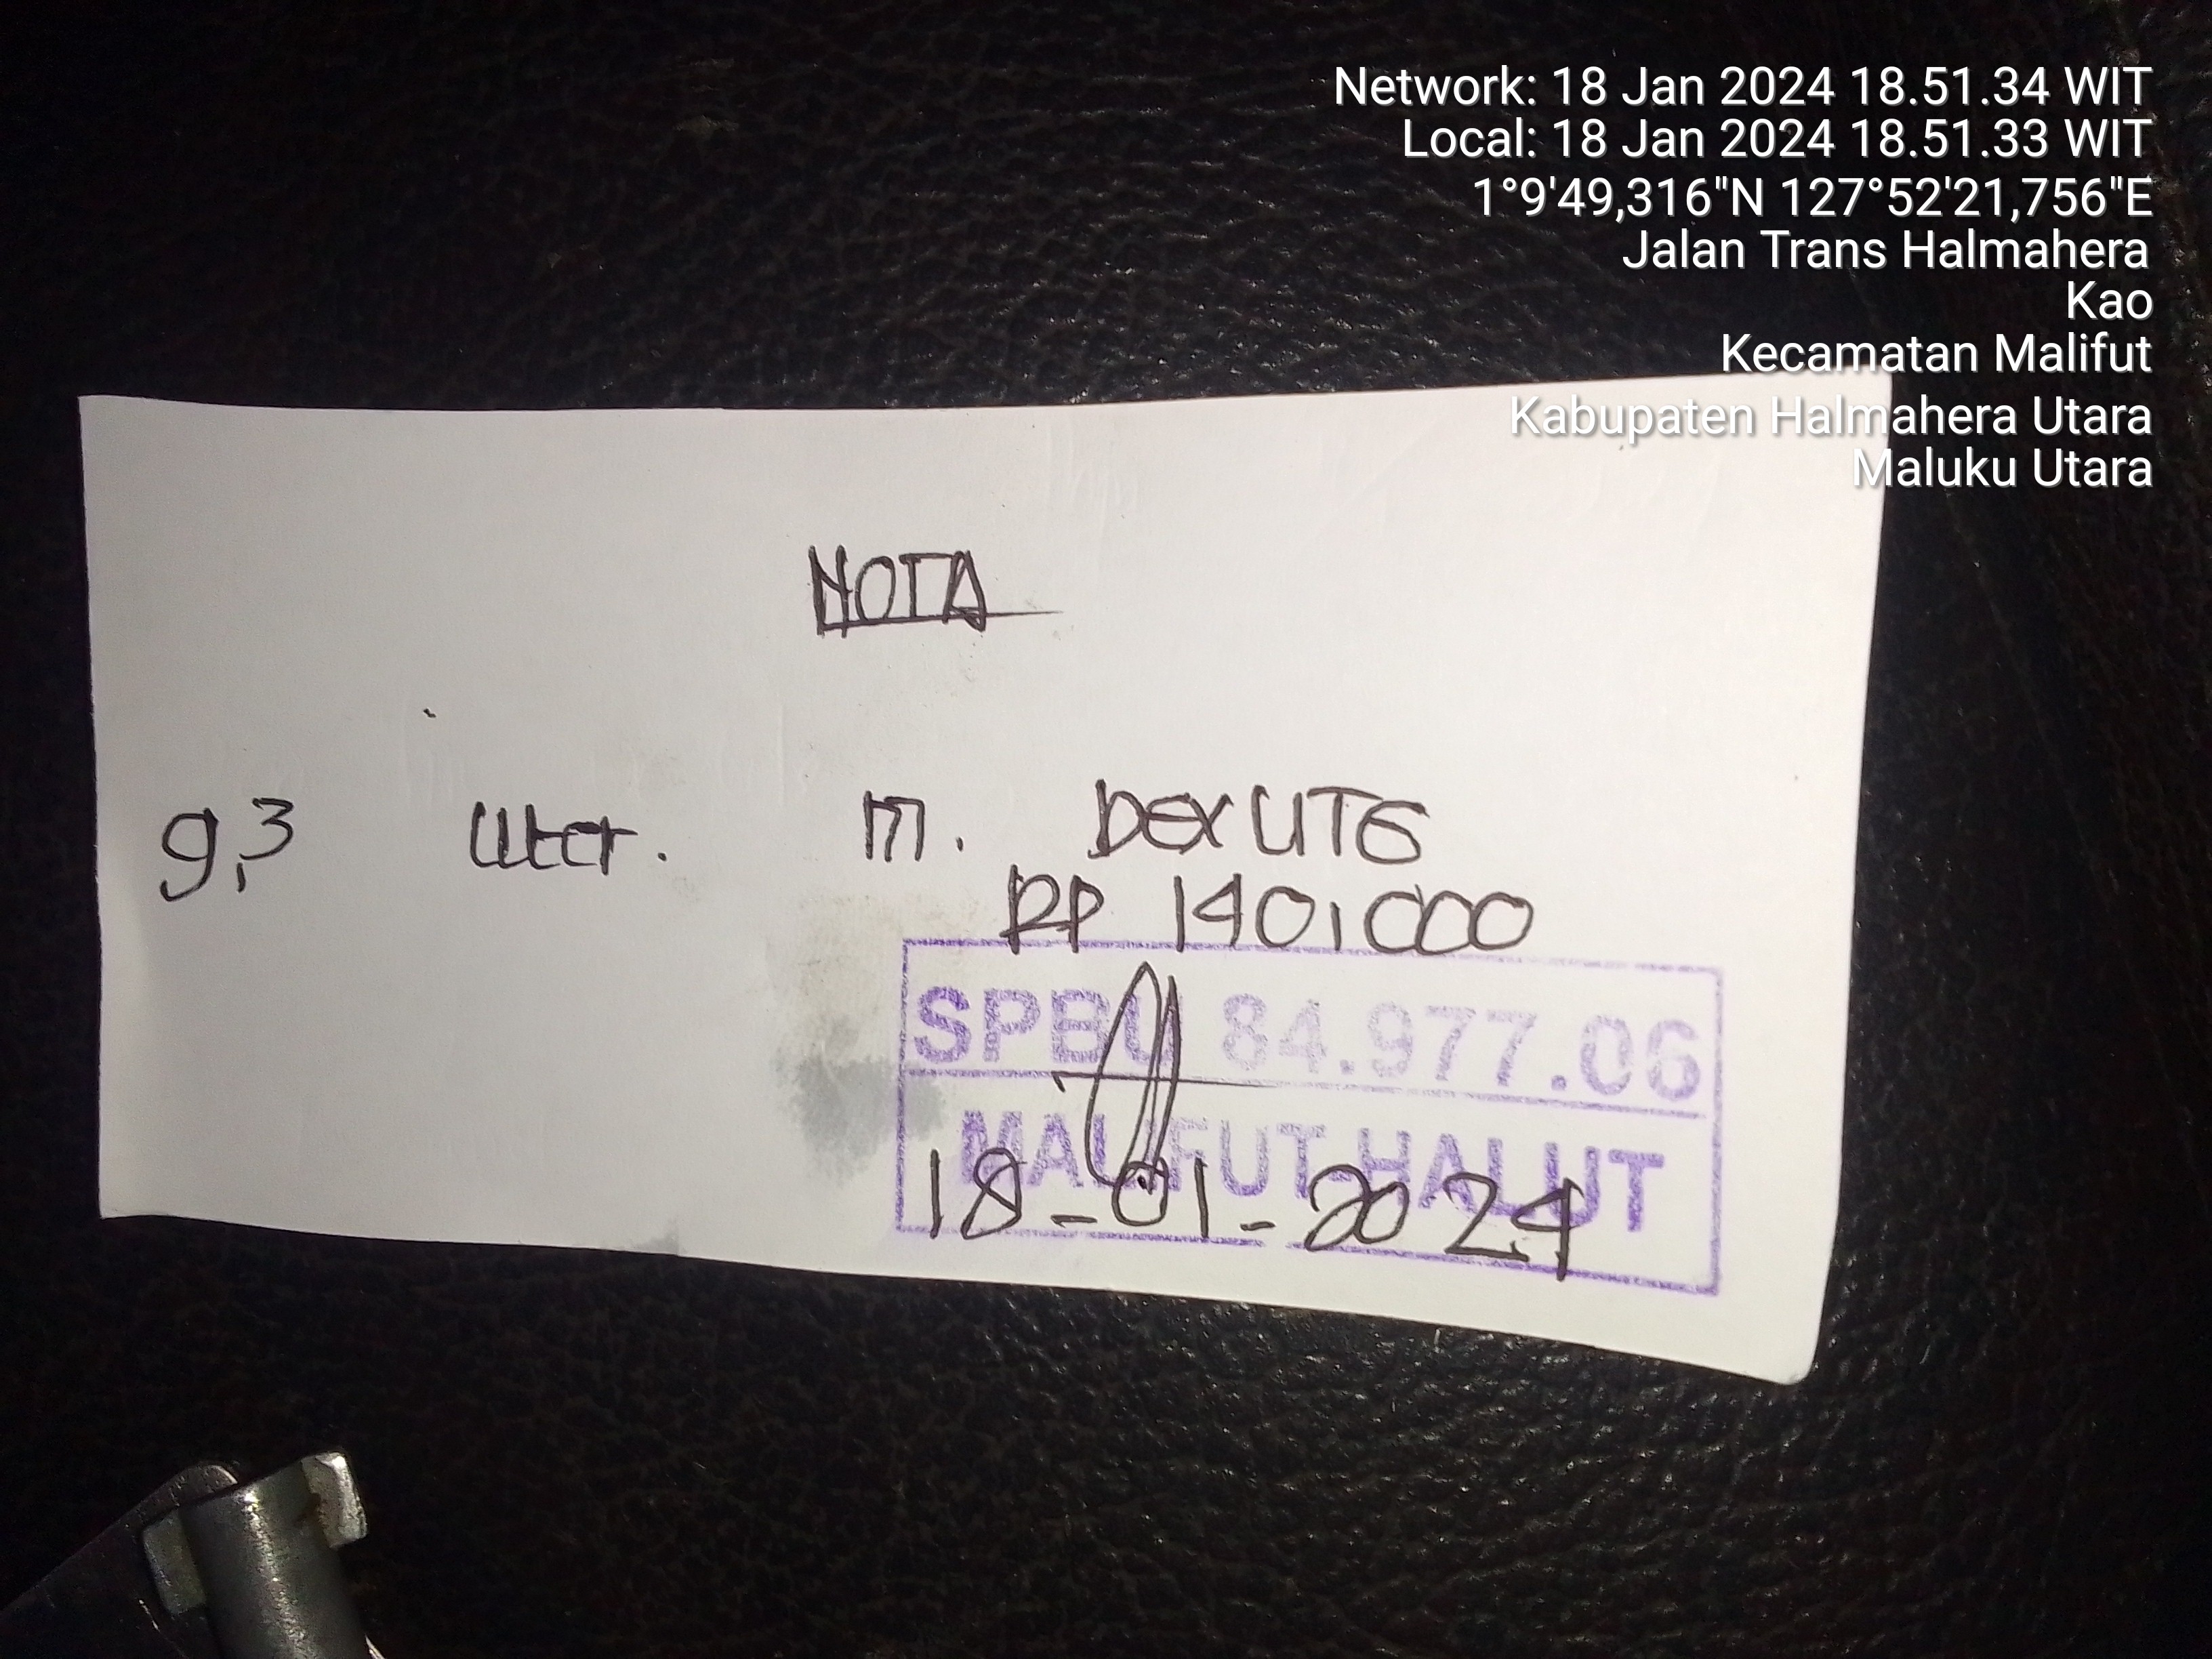 Network: 18 Jan 2024 18.51.34 WIT
Local: 18 Jan 2024 18.51.33 WIT
1°9'49,316"N 127°52'21,756"E
Jalan Trans Halmahera
Kao
Kecamatan Malifut
Kabupaten Halmahera Utara
Maluku Utara
NOTA
9,3 liter. M. DEXLITE
RP 140,000
SPBU 84.977.06
MALIFUT-HALUT
18-01-2024